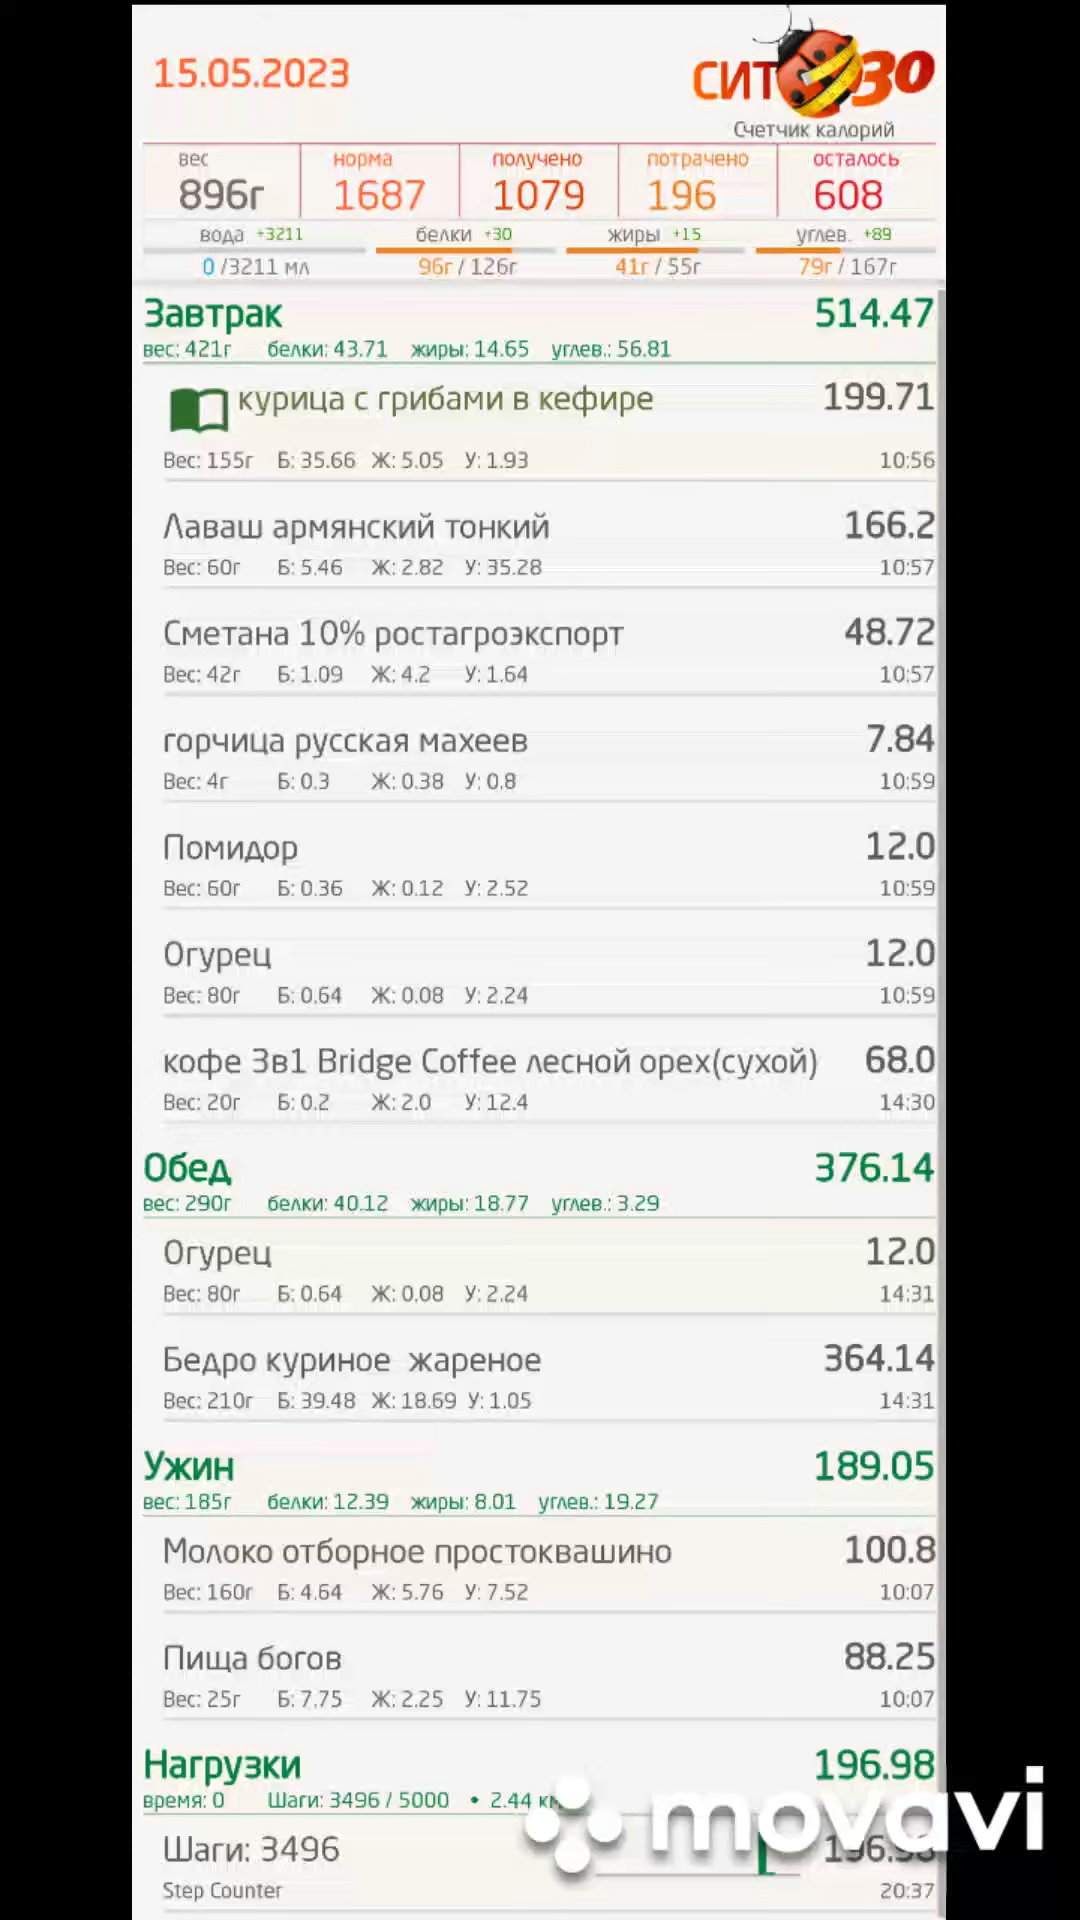 15.05.2023
СИТ 30
Счетчик калорий
вес норма получено потрачено осталось
896г 1687 1079 196 608
вода +3211 белки +30 жиры +15 углев. +89
0 /3211 мл 96г / 126г 41г / 55г 79г / 167г
Завтрак 514.47
вес: 421г белки: 43.71 жиры: 14.65 углев.: 56.81
курица с грибами в кефире 199.71
Вес: 155г Б: 35.66 Ж: 5.05 У: 1.93 10:56
Лаваш армянский тонкий 166.2
Вес: 60г Б: 5.46 Ж: 2.82 У: 35.28 10:57
Сметана 10% ростагроэкспорт 48.72
Вес: 42г Б: 1.09 Ж: 4.2 У: 1.64 10:57
горчица русская махеев 7.84
Вес: 4г Б: 0.3 Ж: 0.38 У: 0.8 10:59
Помидор 12.0
Вес: 60г Б: 0.36 Ж: 0.12 У: 2.52 10:59
Огурец 12.0
Вес: 80г Б: 0.64 Ж: 0.08 У: 2.24 10:59
кофе 3в1 Bridge Coffee лесной орех(сухой) 68.0
Вес: 20г Б: 0.2 Ж: 2.0 У: 12.4 14:30
Обед 376.14
вес: 290г белки: 40.12 жиры: 18.77 углев.: 3.29
Огурец 12.0
Вес: 80г Б: 0.64 Ж: 0.08 У: 2.24 14:31
Бедро куриное жареное 364.14
Вес: 210г Б: 39.48 Ж: 18.69 У: 1.05 14:31
Ужин 189.05
вес: 185г белки: 12.39 жиры: 8.01 углев.: 19.27
Молоко отборное простоквашино 100.8
Вес: 160г Б: 4.64 Ж: 5.76 У: 7.52 10:07
Пища богов 88.25
Вес: 25г Б: 7.75 Ж: 2.25 У: 11.75 10:07
Нагрузки 196.98
время: 0 Шаги: 3496 / 5000 • 2.44 км
movavi
Шаги: 3496 196.98
Step Counter 20:37